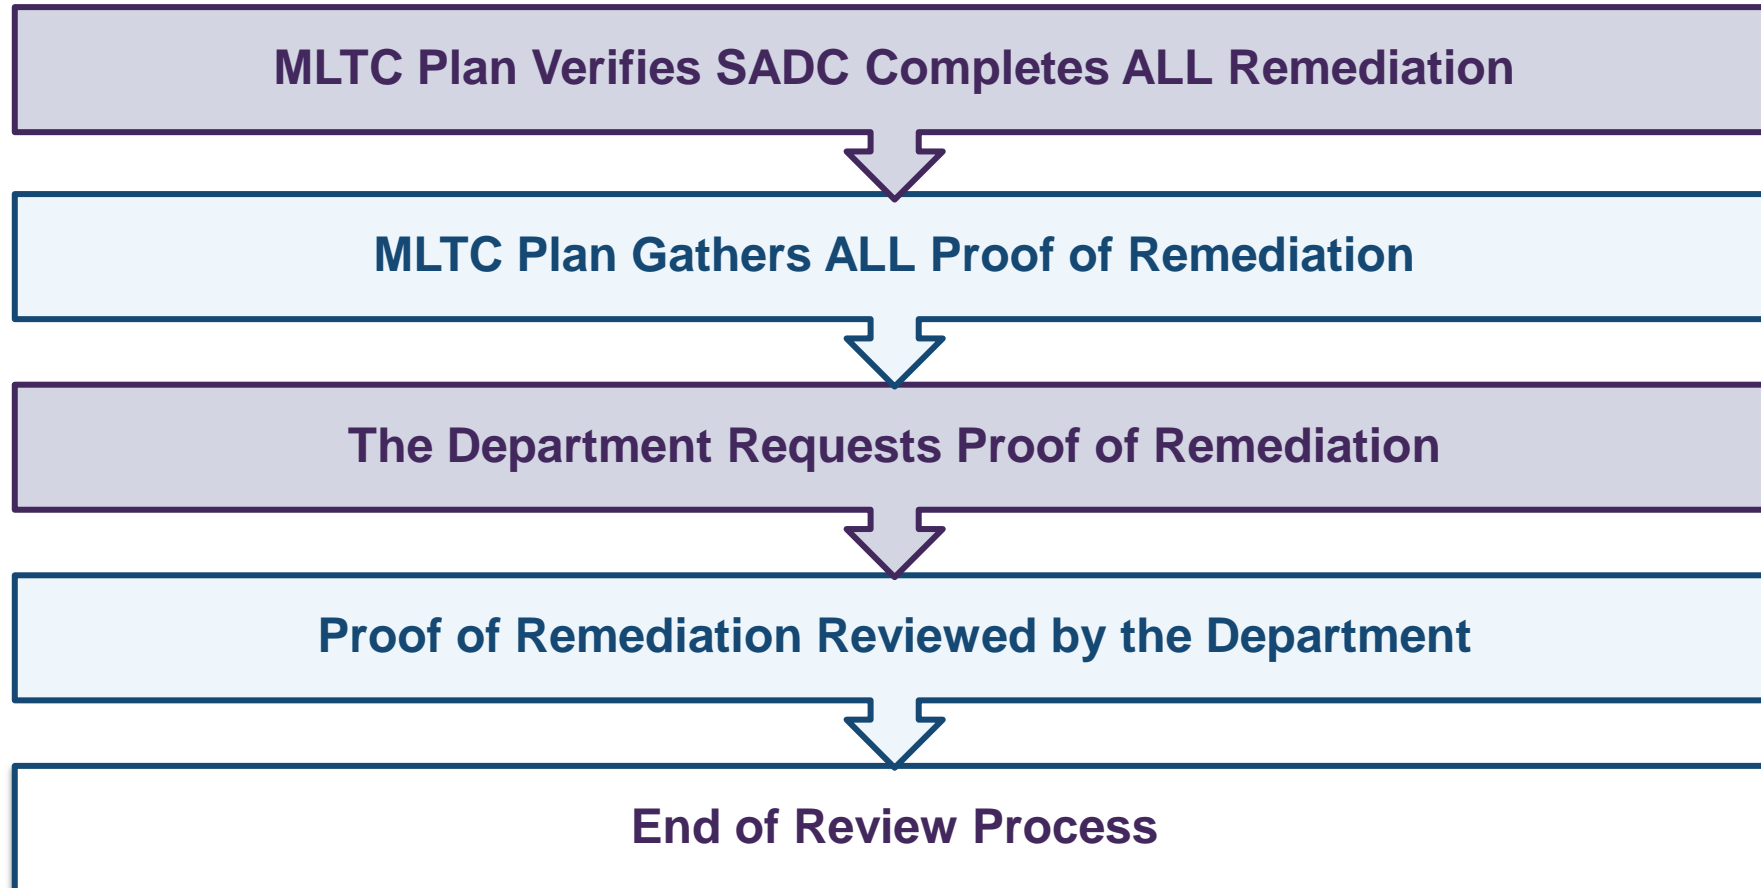 MLTC Plan Verifies SADC Completes ALL Remediation
MLTC Plan Gathers ALL Proof of Remediation
The Department Requests Proof of Remediation
Proof of Remediation Reviewed by the Department
End of Review Process